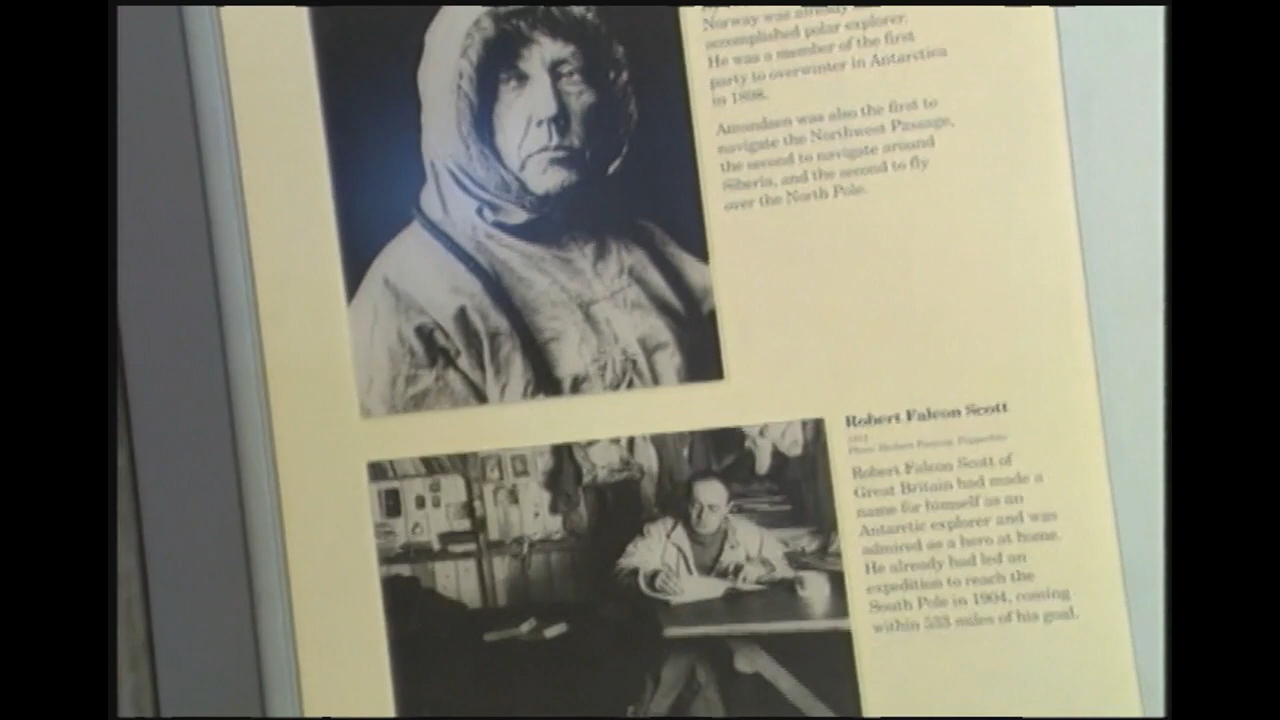 Norway was already
accomplished polar explorer.
He was a member of the first
party to overwinter in Antarctica
in 1898.
Amundsen was also the first to
navigate the Northwest Passage,
the second to navigate around
Siberia, and the second to fly
over the North Pole.
Robert Falcon Scott
Robert Falcon Scott of
Great Britain had made a
name for himself as an
Antarctic explorer and was
admired as a hero at home.
He already had led an
expedition to reach the
South Pole in 1904, coming
within 533 miles of his goal.